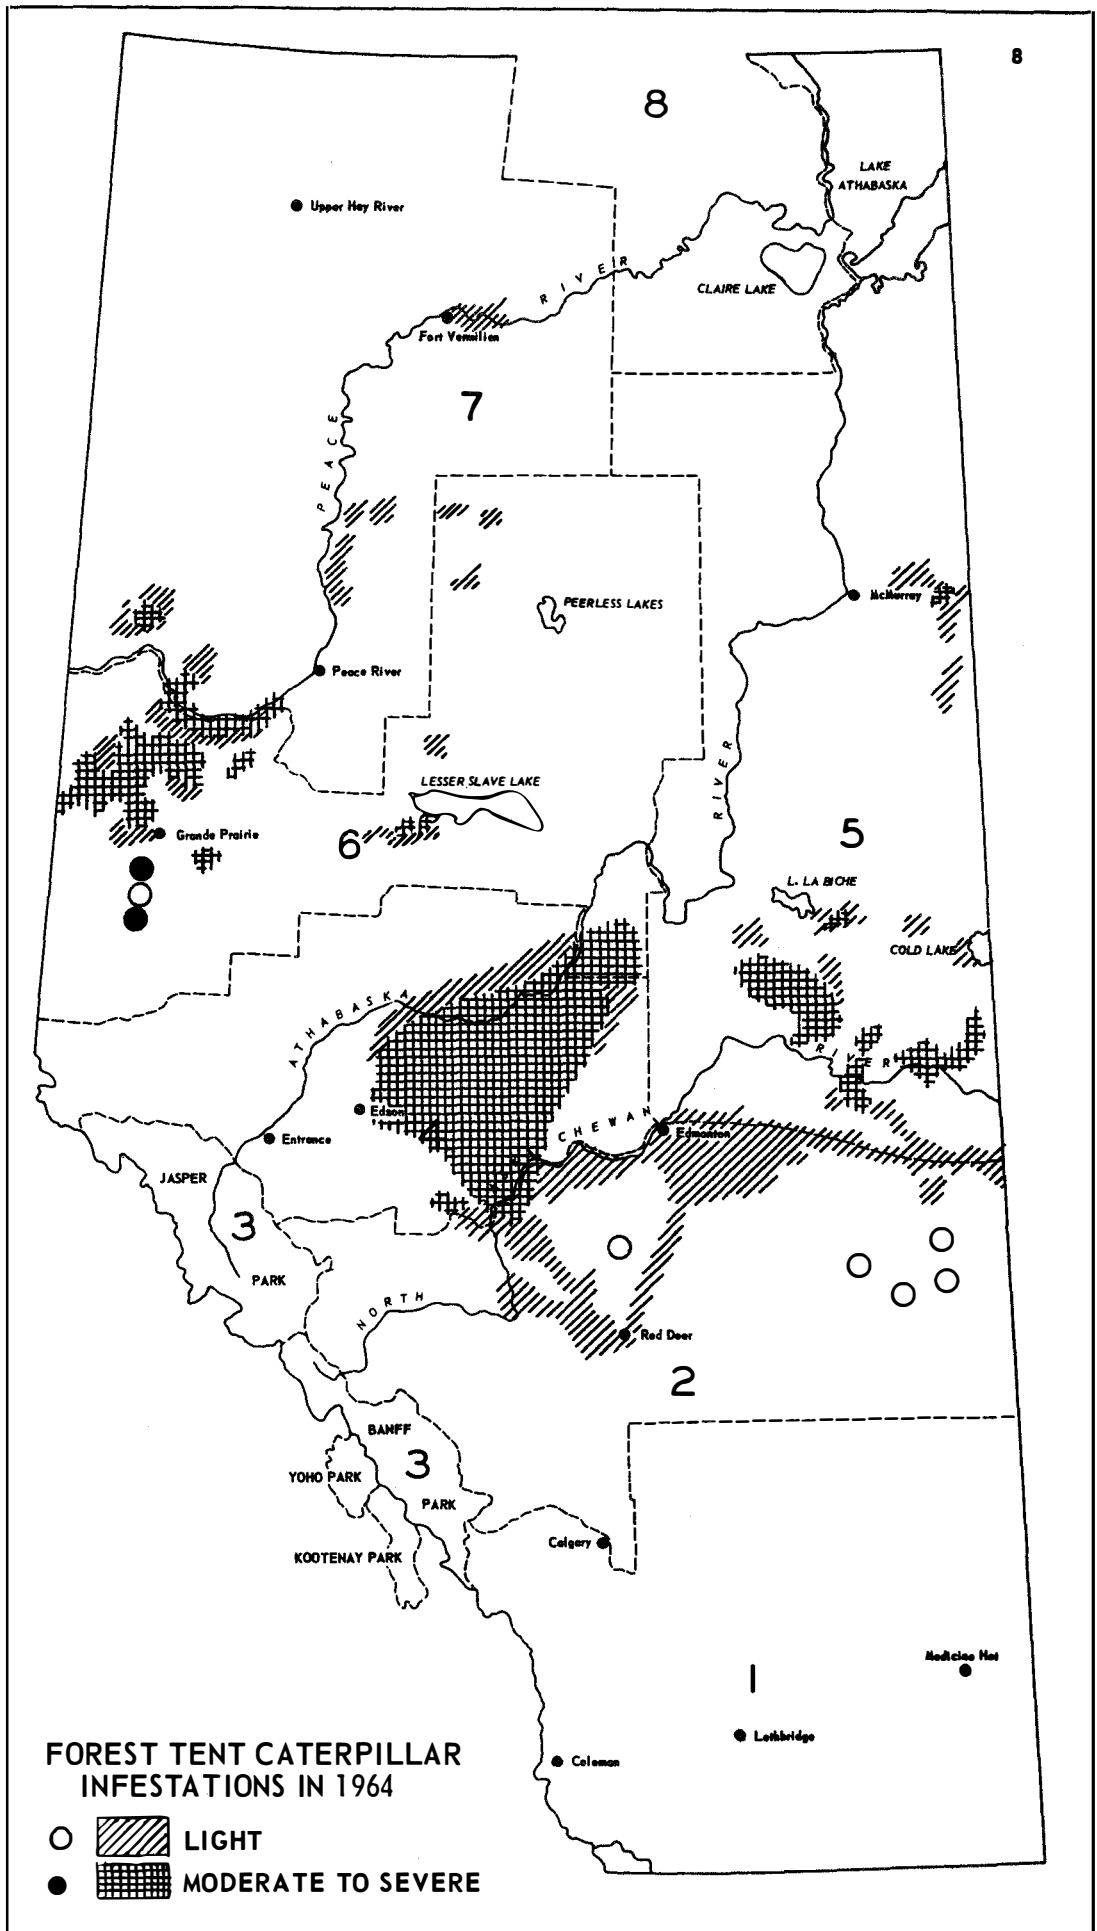 8
8
LAKE
ATHABASKA
Upper Hay River
RIVER
CLAIRE LAKE
Fort Vermilion
7
PEACE
PEERLESS LAKES
McMurray
Peace River
RIVER
LESSER SLAVE LAKE
Grande Prairie
6
5
L. LA BICHE
COLD LAKE
ATHABASKA
RIVER
Edson
CHEWAN
Edmonton
Entrance
JASPER
3
PARK
NORTH
Red Deer
2
BANFF
3
YOHO PARK
PARK
Calgary
KOOTENAY PARK
Medicine Hat
1
Lethbridge
Coleman
FOREST TENT CATERPILLAR
INFESTATIONS IN 1964
LIGHT
MODERATE TO SEVERE